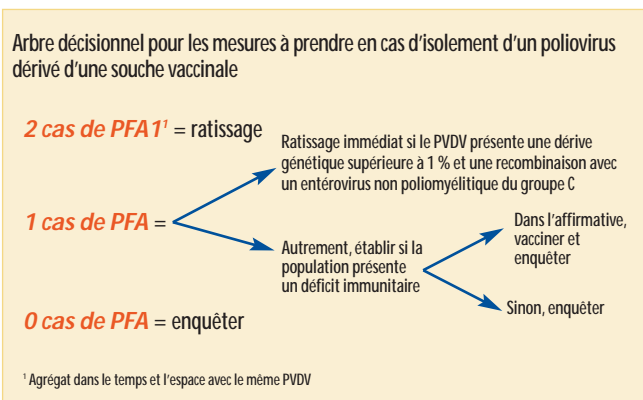 Arbre décisionnel pour les mesures à prendre en cas d'isolement d'un poliovirus
dérivé d'une souche vaccinale
2 cas de PFA1¹ = ratissage
Ratissage immédiat si le PVDV présente une dérive
génétique supérieure à 1 % et une recombinaison avec
un entérovirus non poliomyélitique du groupe C
1 cas de PFA =
Autrement, établir si la
population présente
un déficit immunitaire
Dans l'affirmative,
vacciner et
enquêter
Sinon, enquêter
0 cas de PFA = enquêter
¹ Agrégat dans le temps et l'espace avec le même PVDV